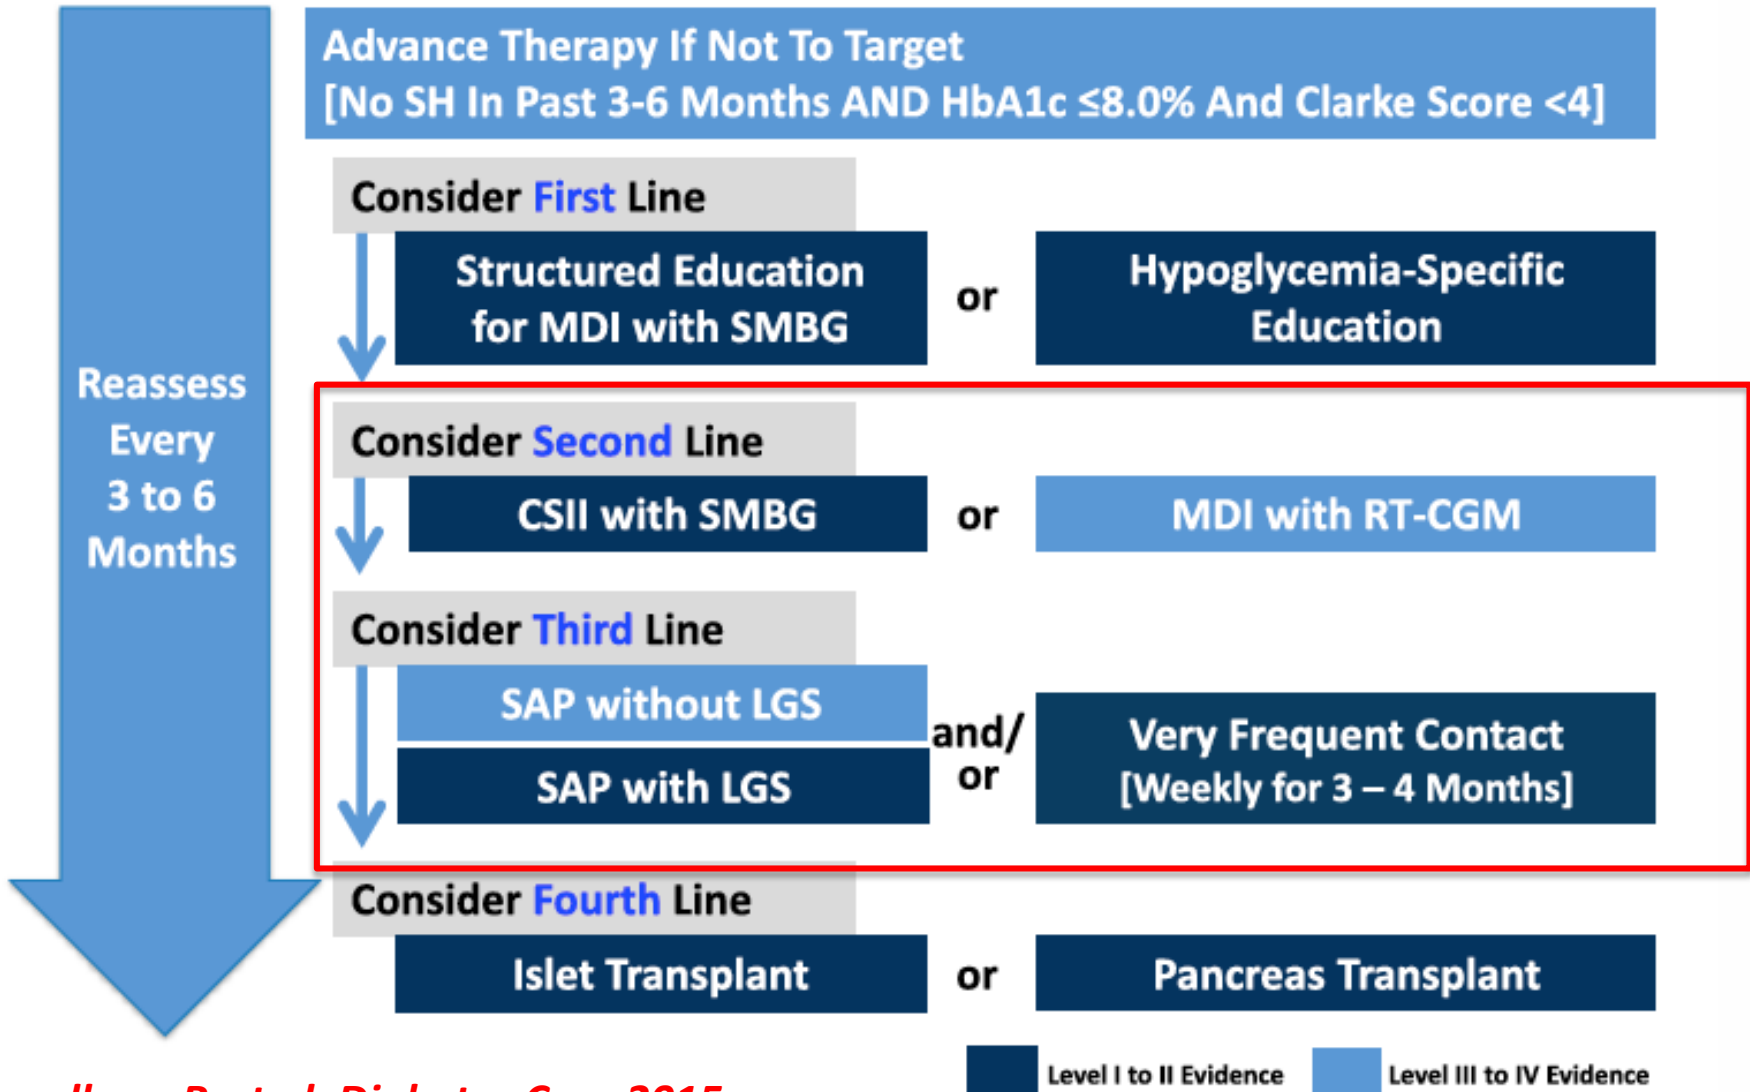 Advance Therapy If Not To Target
[No SH In Past 3-6 Months AND HbA1c ≤8.0% And Clarke Score <4]
Reassess
Every
3 to 6
Months
Consider First Line
Structured Education
for MDI with SMBG
or
Hypoglycemia-Specific
Education
Consider Second Line
CSII with SMBG
or
MDI with RT-CGM
Consider Third Line
SAP without LGS
SAP with LGS
and/
or
Very Frequent Contact
[Weekly for 3 – 4 Months]
Consider Fourth Line
Islet Transplant
or
Pancreas Transplant
Level I to II Evidence
Level III to IV Evidence
2015